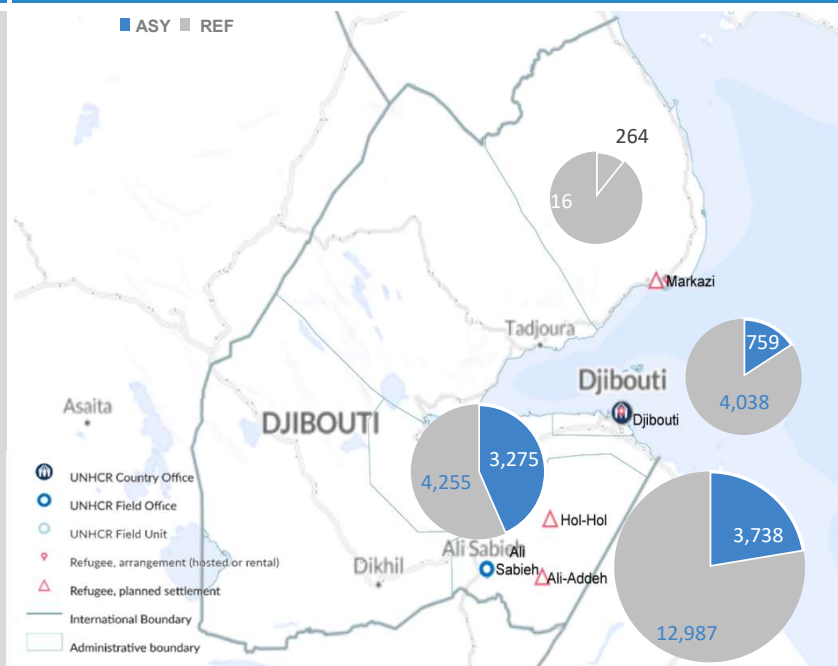 ASY REF
264
16
Markazi
Tadjoura
759
Djibouti
4,038
Asaita
DJIBOUTI
Djibouti
3,275
4,255
UNHCR Country Office
UNHCR Field Office
Hol-Hol
UNHCR Field Unit
3,738
Ali Sabieh
Ali
Refugee, arrangement (hosted or rental)
Dikhil
Sabieh
Ali-Addeh
Refugee, planned settlement
International Boundary
12,987
Administrative boundary